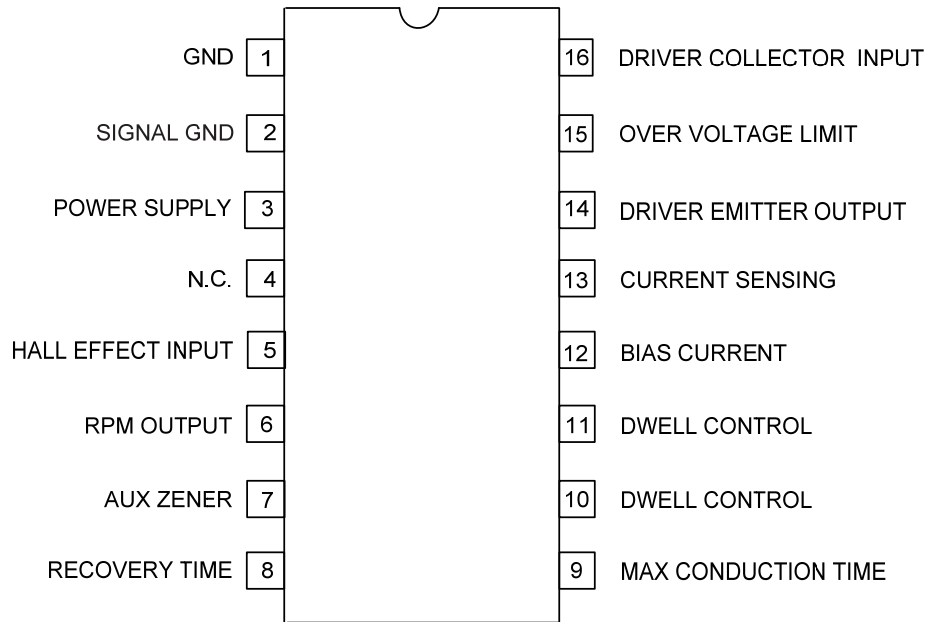 GND 1 16 DRIVER COLLECTOR INPUT
SIGNAL GND 2 15 OVER VOLTAGE LIMIT
POWER SUPPLY 3 14 DRIVER EMITTER OUTPUT
N.C. 4 13 CURRENT SENSING
HALL EFFECT INPUT 5 12 BIAS CURRENT
RPM OUTPUT 6 11 DWELL CONTROL
AUX ZENER 7 10 DWELL CONTROL
RECOVERY TIME 8 9 MAX CONDUCTION TIME